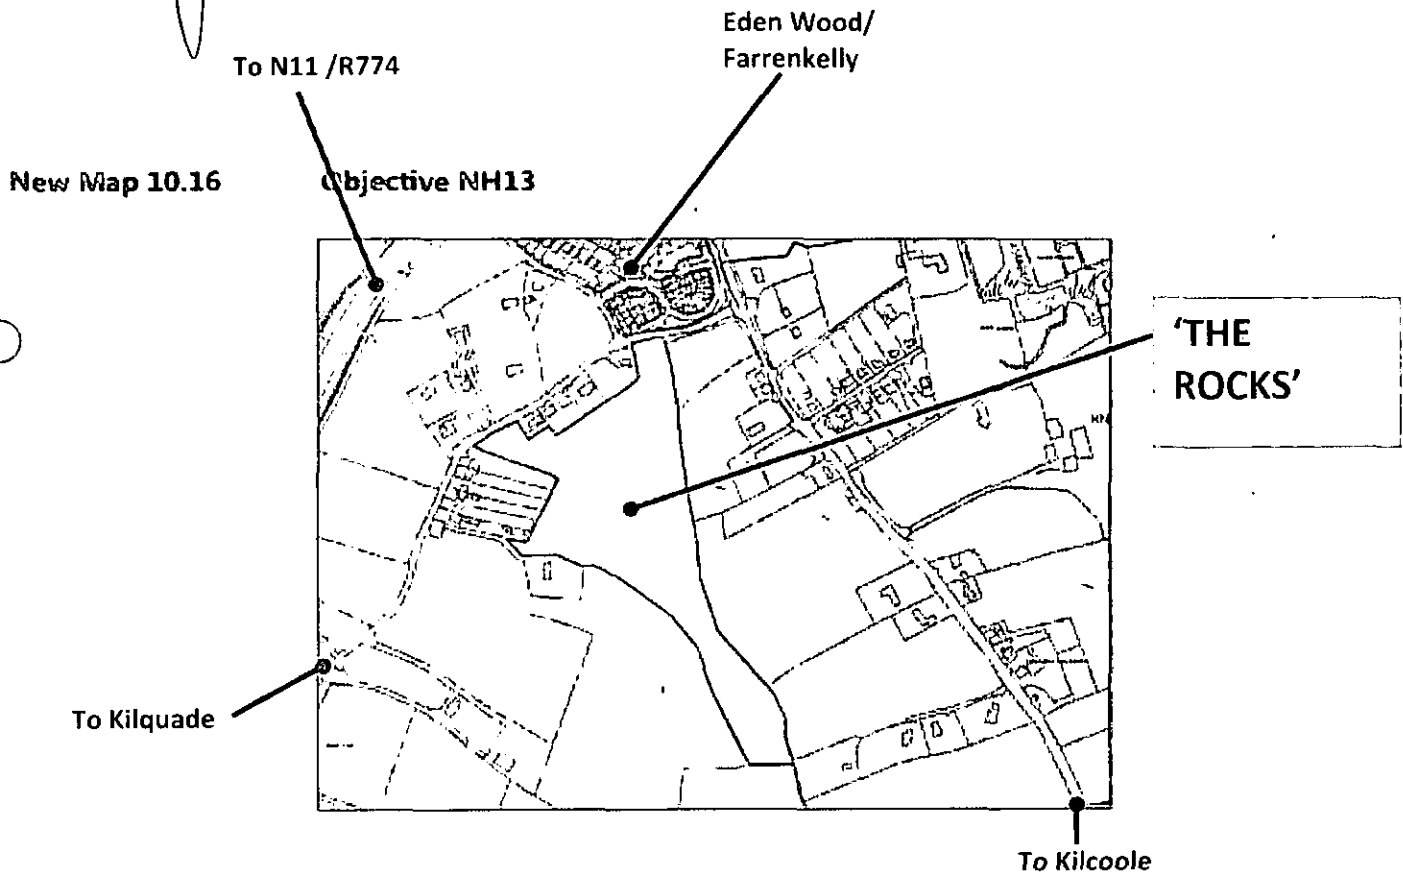 Eden Wood/
Farrenkelly
To N11 /R774
New Map 10.16 Objective NH13
'THE
ROCKS'
To Kilquade
To Kilcoole